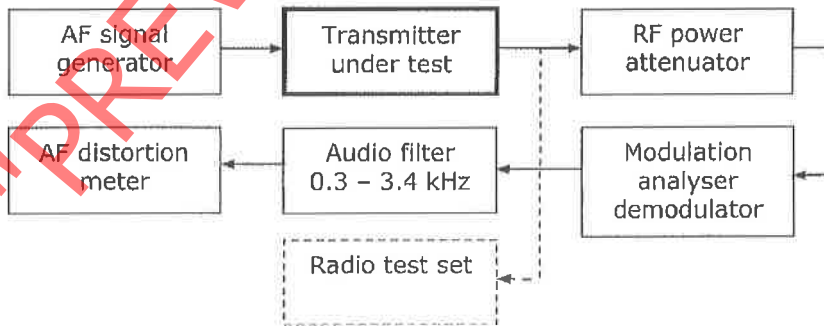 AF signal
generator
Transmitter
under test
RF power
attenuator
AF distortion
meter
Audio filter
0.3 – 3.4 kHz
Modulation
analyser
demodulator
Radio test set